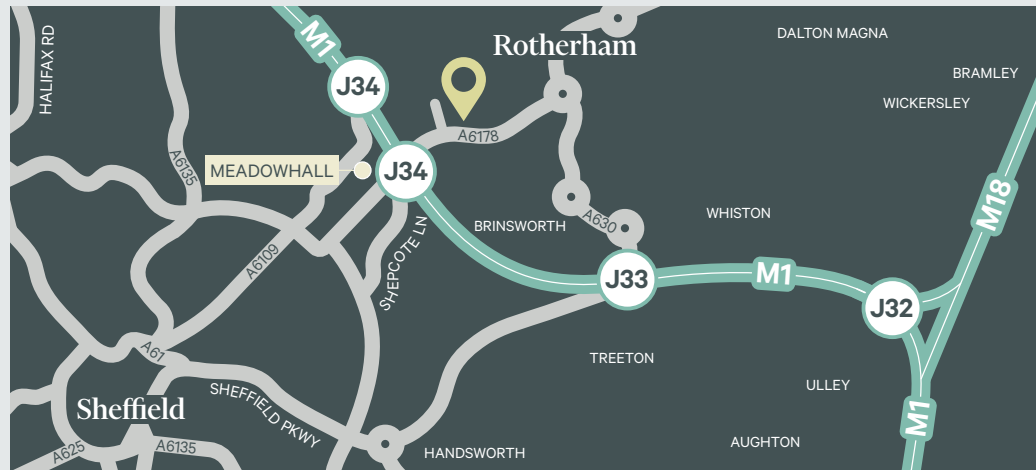 HALIFAX RD
M1
Rotherham
DALTON MAGNA
BRAMLEY
WICKERSLEY
J34
A6178
A6135
MEADOWHALL
J34
M18
WHISTON
BRINSWORTH
A630
SHEPCOTE LN
A6109
J33
M1
J32
A61
TREETON
SHEFFIELD PKWY
ULLEY
Sheffield
M1
A625
A6135
HANDSWORTH
AUGHTON